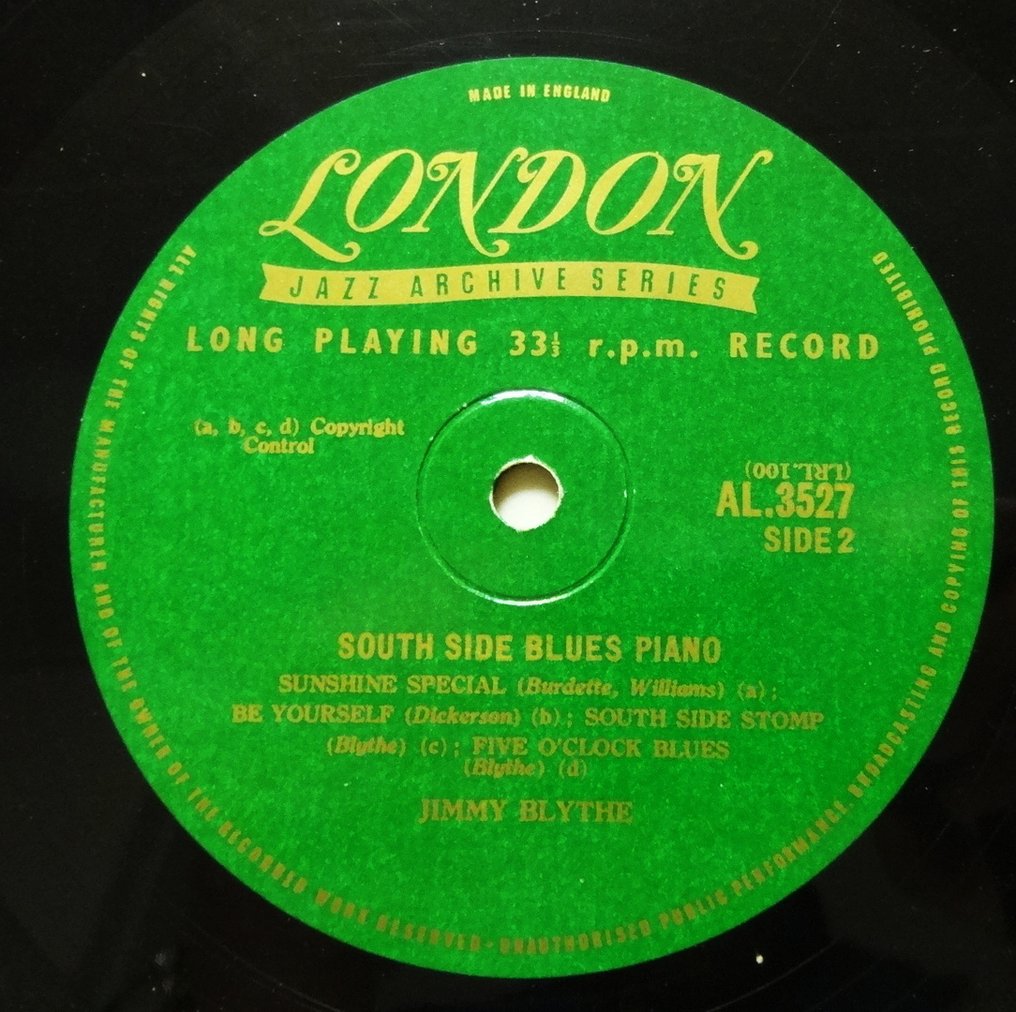 MADE IN ENGLAND
LONDON
JAZZ ARCHIVE SERIES
LONG PLAYING 33⅓ r.p.m. RECORD
(a, b, c, d) Copyright
Control
(LRL.100)
AL.3527
SIDE 2
SOUTH SIDE BLUES PIANO
SUNSHINE SPECIAL (Burdette, Williams) (a);
BE YOURSELF (Dickerson) (b); SOUTH SIDE STOMP
(Blythe) (c); FIVE O'CLOCK BLUES
(Blythe) (d)
JIMMY BLYTHE
ALL RIGHTS OF THE MANUFACTURER AND OF THE OWNER OF THE RECORDED WORK RESERVED · UNAUTHORISED PUBLIC PERFORMANCE, BROADCASTING AND COPYING OF THIS RECORD PROHIBITED